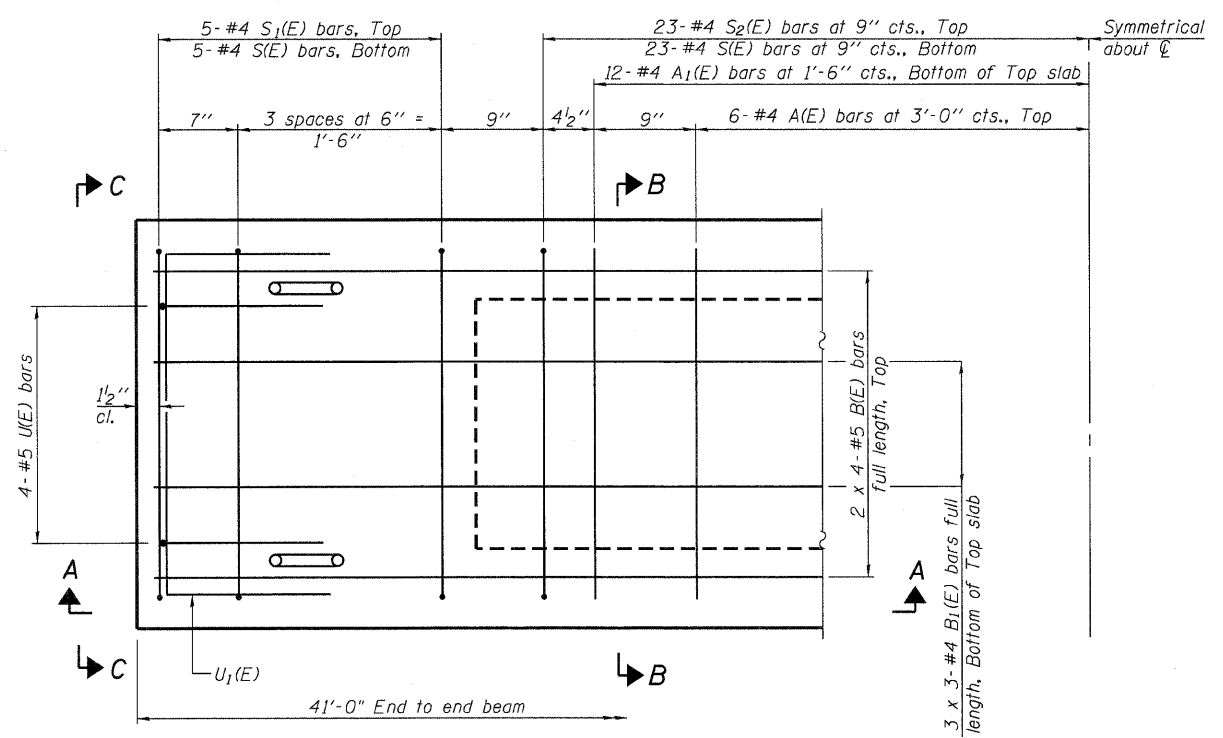 5- #4 S1(E) bars, Top
5- #4 S(E) bars, Bottom
23- #4 S2(E) bars at 9" cts., Top
23- #4 S(E) bars at 9" cts., Bottom
Symmetrical
about ℄
12- #4 A1(E) bars at 1'-6" cts., Bottom of Top slab
7"
3 spaces at 6" =
1'-6"
9"
4 1/2"
9"
6- #4 A(E) bars at 3'-0" cts., Top
C
B
4- #5 U(E) bars
1 1/2"
cl.
2 x 4- #5 B(E) bars
full length, Top
3 x 3- #4 B1(E) bars full
length, Bottom of Top slab
A
A
C
U1(E)
B
41'-0" End to end beam